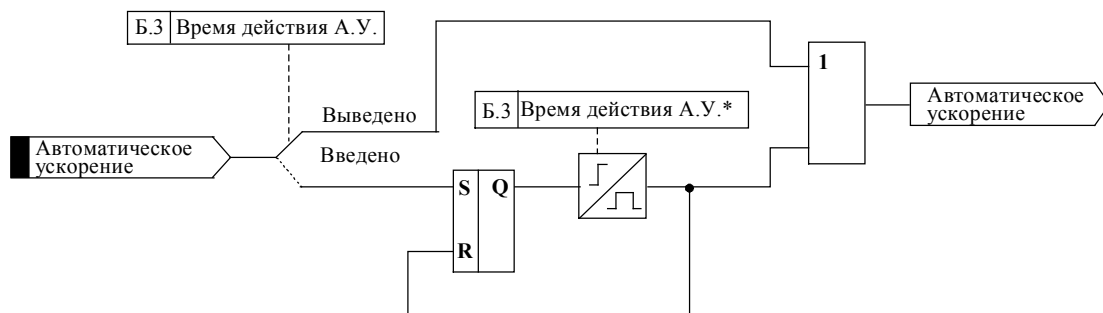 Б.3 Время действия А.У.
Выведено
Введено
Автоматическое
ускорение
Б.3 Время действия А.У.*
S Q
R
1
Автоматическое
ускорение